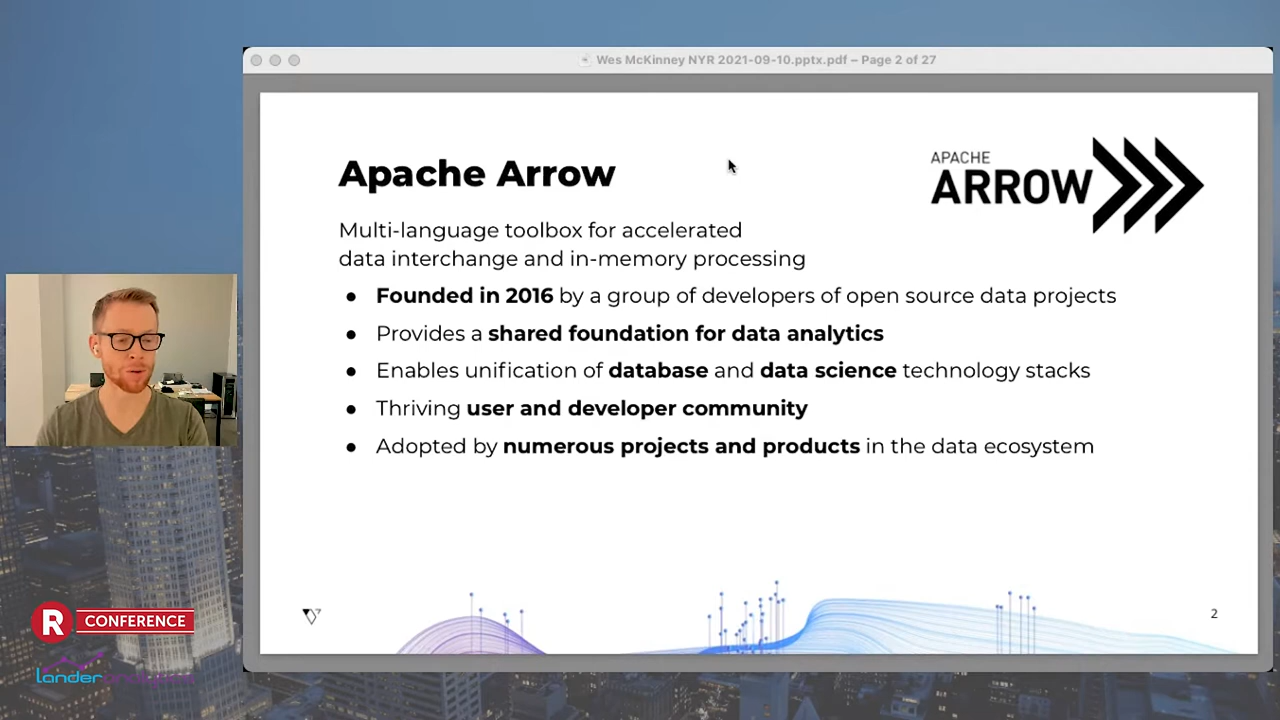 Wes McKinney NYR 2021-09-10.pptx.pdf – Page 2 of 27
Apache Arrow
APACHE
ARROW
Multi-language toolbox for accelerated
data interchange and in-memory processing
● Founded in 2016 by a group of developers of open source data projects
● Provides a shared foundation for data analytics
● Enables unification of database and data science technology stacks
● Thriving user and developer community
● Adopted by numerous projects and products in the data ecosystem
2
R CONFERENCE
lander analytics